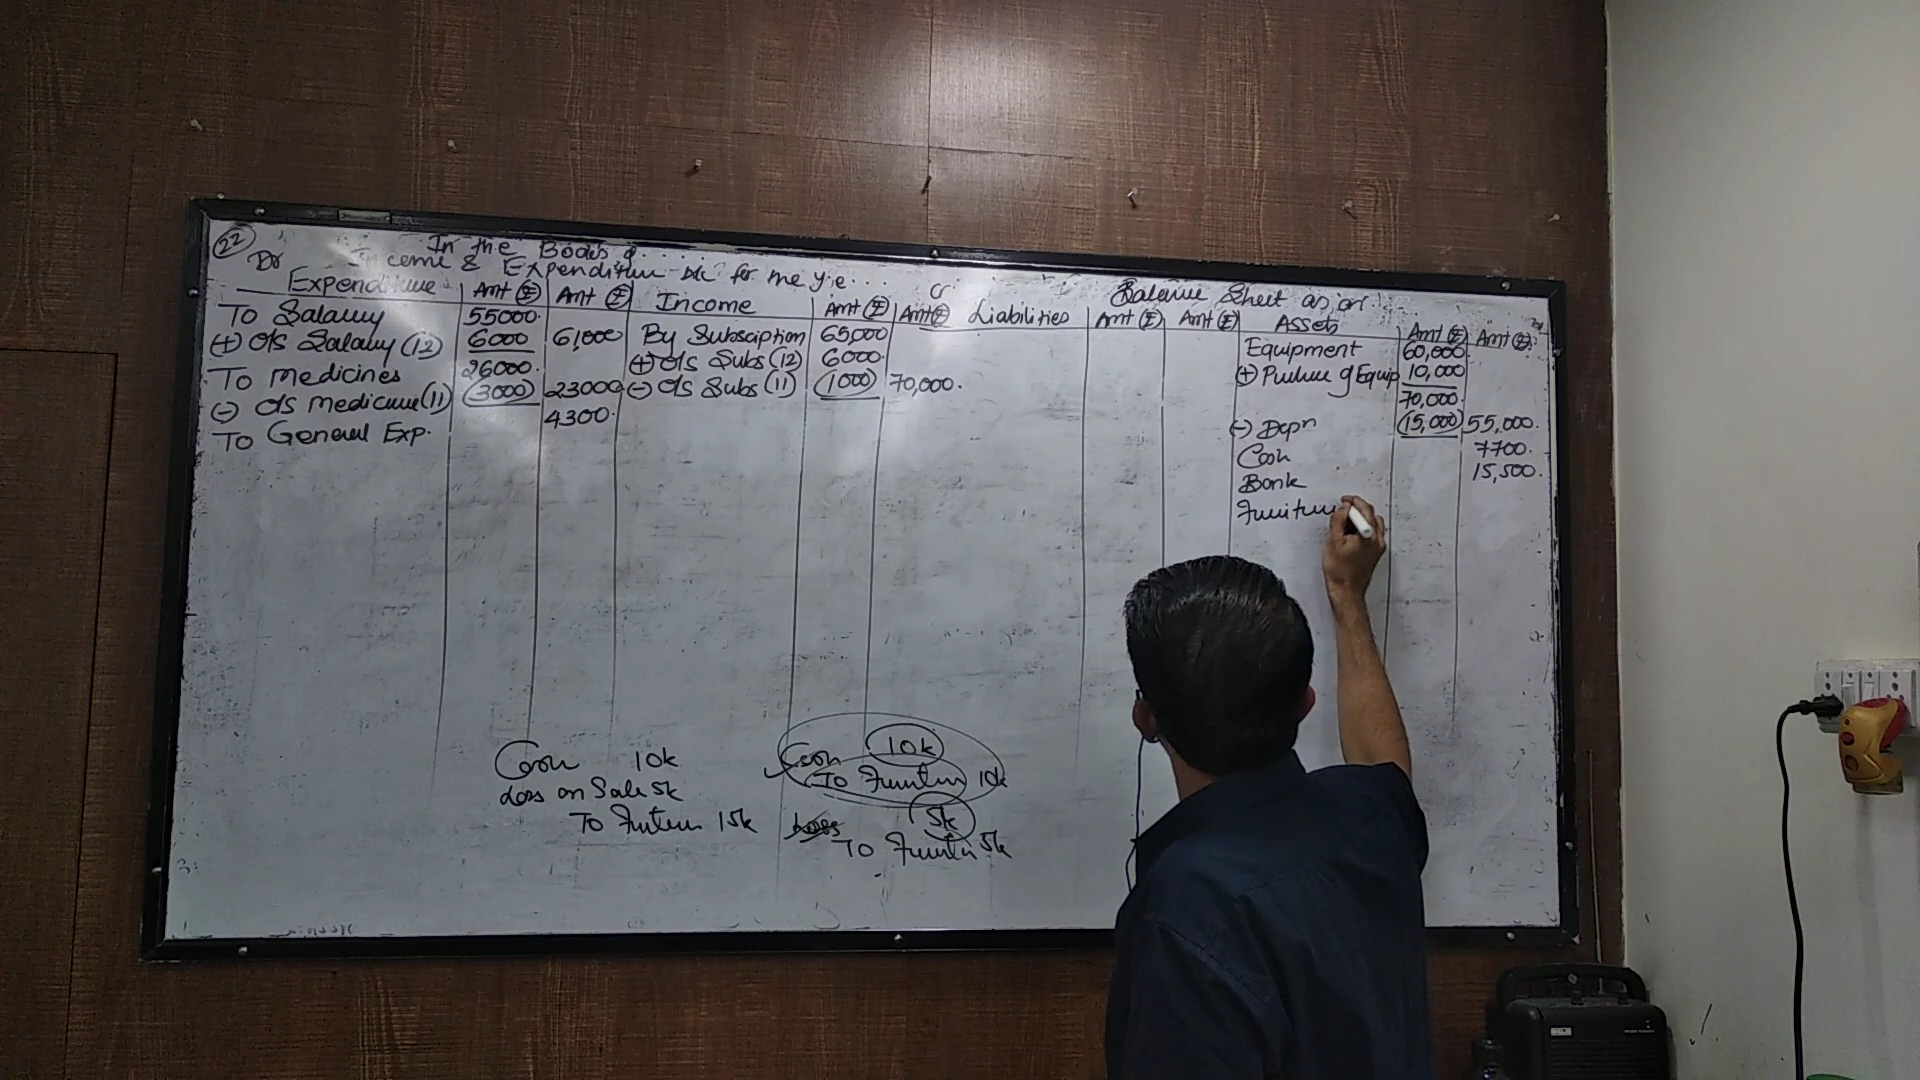 22
In the Books of.....
Dr Income & Expenditure A/c for the y.e... Cr
Expenditure Amt (₹) Amt (₹) Income Amt (₹) Amt (₹)
To Salary 55000.
(+) O/S Salary (12) 6000 61,000 By Subsciption 65,000
To medicines 26000. (+) O/S Subs (12) 6000.
(-) O/S medicine (11) (3000) 23000 (-) O/S Subs (11) (1000) 70,000.
To General Exp. 4300.
Balance Sheet as on
Liabilities Amt (₹) Amt (₹) Assets Amt (₹) Amt (₹)
Equipment 60,000
(+) Purchase of Equip 10,000
70,000.
(-) Depn (15,000) 55,000.
Cash 7700.
Bank 15,500.
Furniture
Cash 10k
Loss on Sale 5k
To Furniture 15k
Cash 10k
To Furniture 10k
Loss 5k
To Furniture 5k